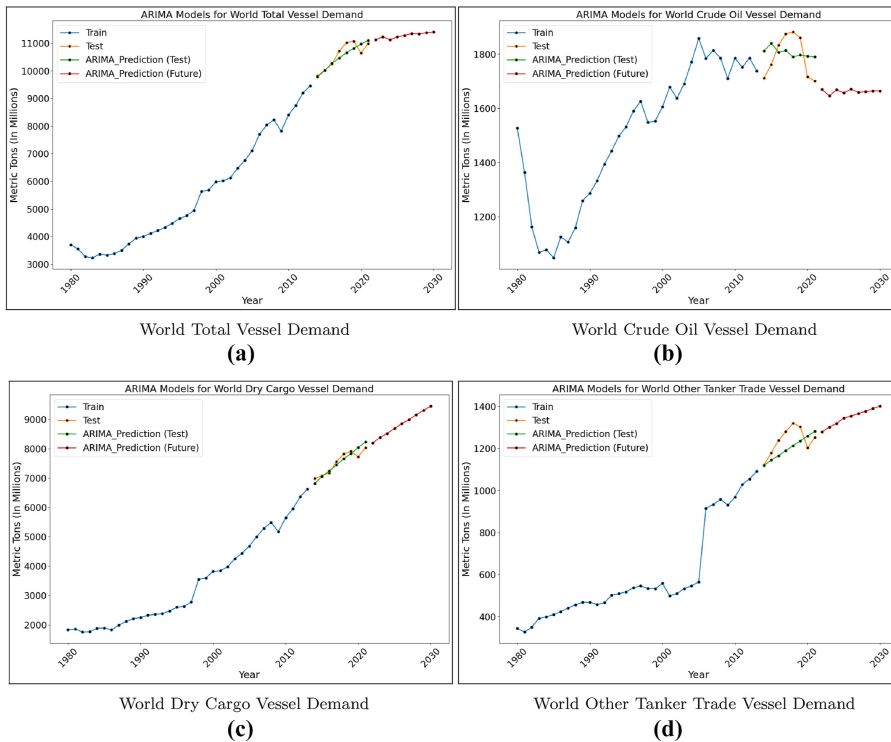 ARIMA Models for World Total Vessel Demand
Train
Test
ARIMA_Prediction (Test)
ARIMA_Prediction (Future)
Metric Tons (In Millions)
11000
10000
9000
8000
7000
6000
5000
4000
3000
1980
1990
2000
2010
2021
2030
Year
World Total Vessel Demand
(a)
ARIMA Models for World Crude Oil Vessel Demand
Train
Test
ARIMA_Prediction (Test)
ARIMA_Prediction (Future)
Metric Tons (In Millions)
1800
1600
1400
1200
1980
1990
2000
2010
2021
2030
Year
World Crude Oil Vessel Demand
(b)
ARIMA Models for World Dry Cargo Vessel Demand
Train
Test
ARIMA_Prediction (Test)
ARIMA_Prediction (Future)
Metric Tons (In Millions)
9000
8000
7000
6000
5000
4000
3000
2000
1980
1990
2000
2010
2021
2030
Year
World Dry Cargo Vessel Demand
(c)
ARIMA Models for World Other Tanker Trade Vessel Demand
Train
Test
ARIMA_Prediction (Test)
ARIMA_Prediction (Future)
Metric Tons (In Millions)
1400
1200
1000
800
600
400
1980
1990
2000
2010
2021
2030
Year
World Other Tanker Trade Vessel Demand
(d)